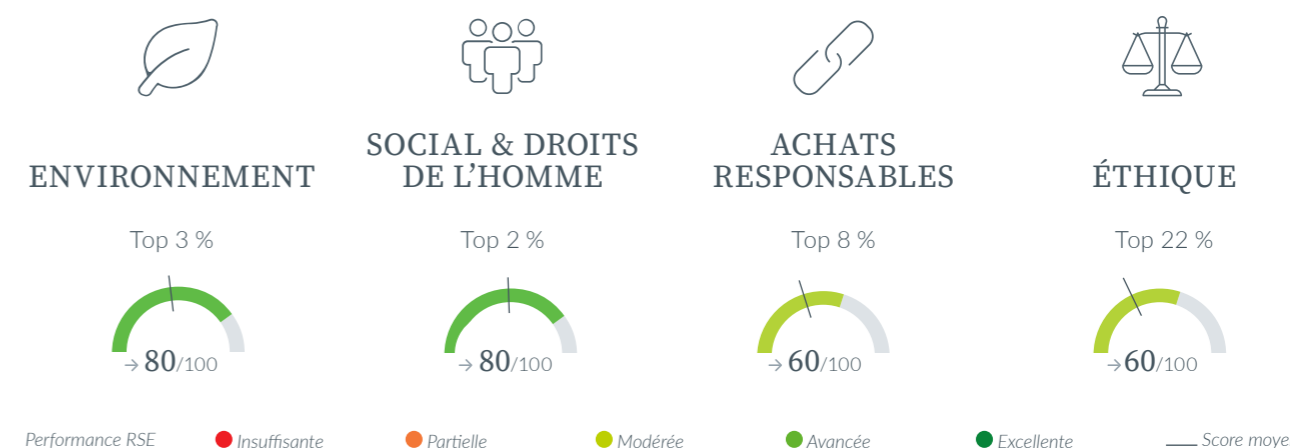 ENVIRONNEMENT
Top 3 %
→ 80/100
SOCIAL & DROITS
DE L’HOMME
Top 2 %
→ 80/100
ACHATS
RESPONSABLES
Top 8 %
→ 60/100
ÉTHIQUE
Top 22 %
→ 60/100
Performance RSE
Insuffisante
Partielle
Modérée
Avancée
Excellente
Score moye